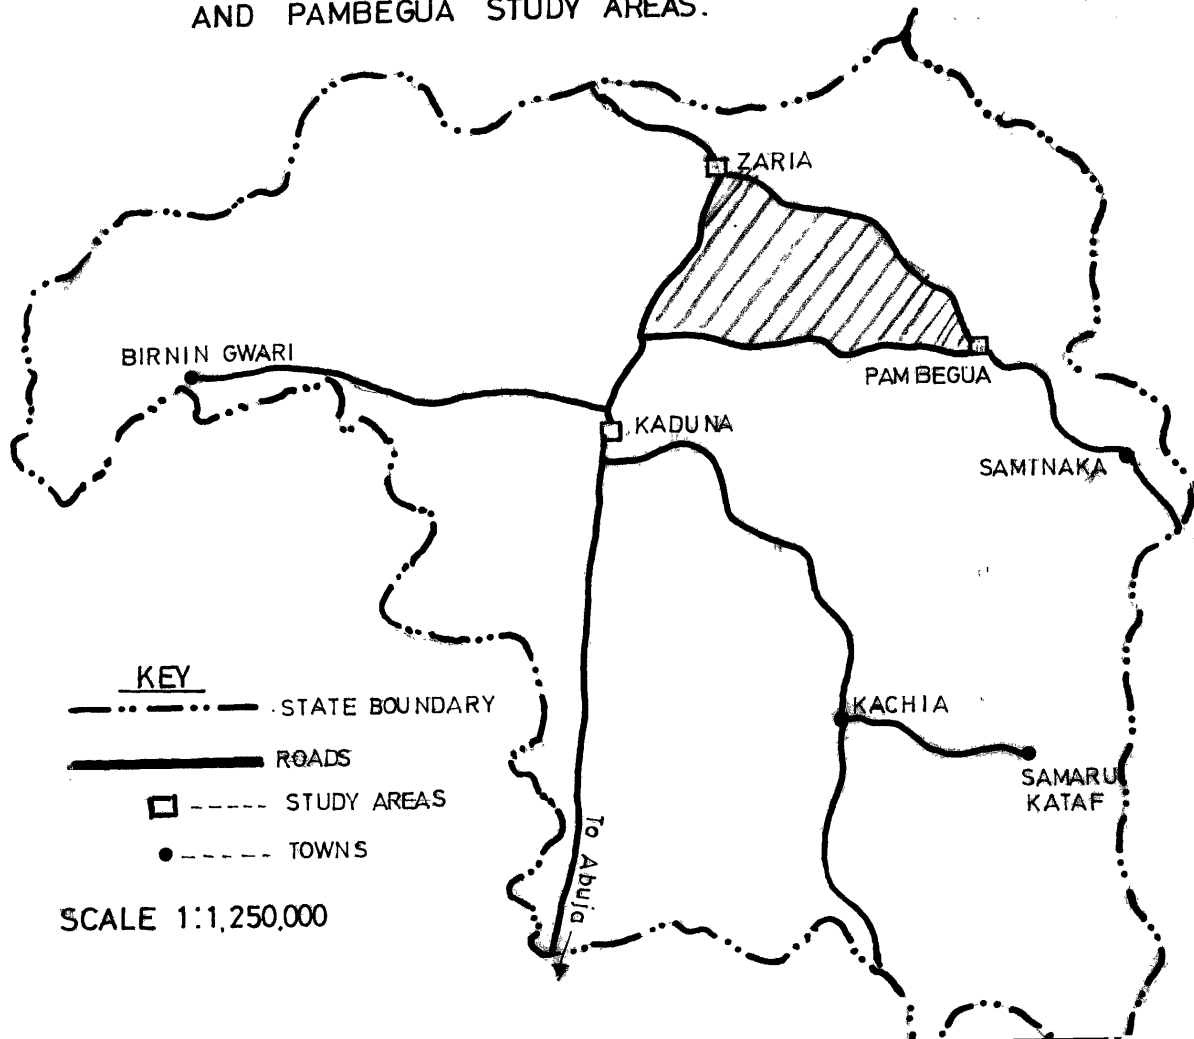 AND PAMBEGUA STUDY AREAS.
ZARIA
BIRNIN GWARI
PAMBEGUA
KADUNA
SAMINAKA
KEY
STATE BOUNDARY
ROADS
STUDY AREAS
TOWNS
SCALE 1:1,250,000
KACHIA
SAMARU
KATAF
To Abuja